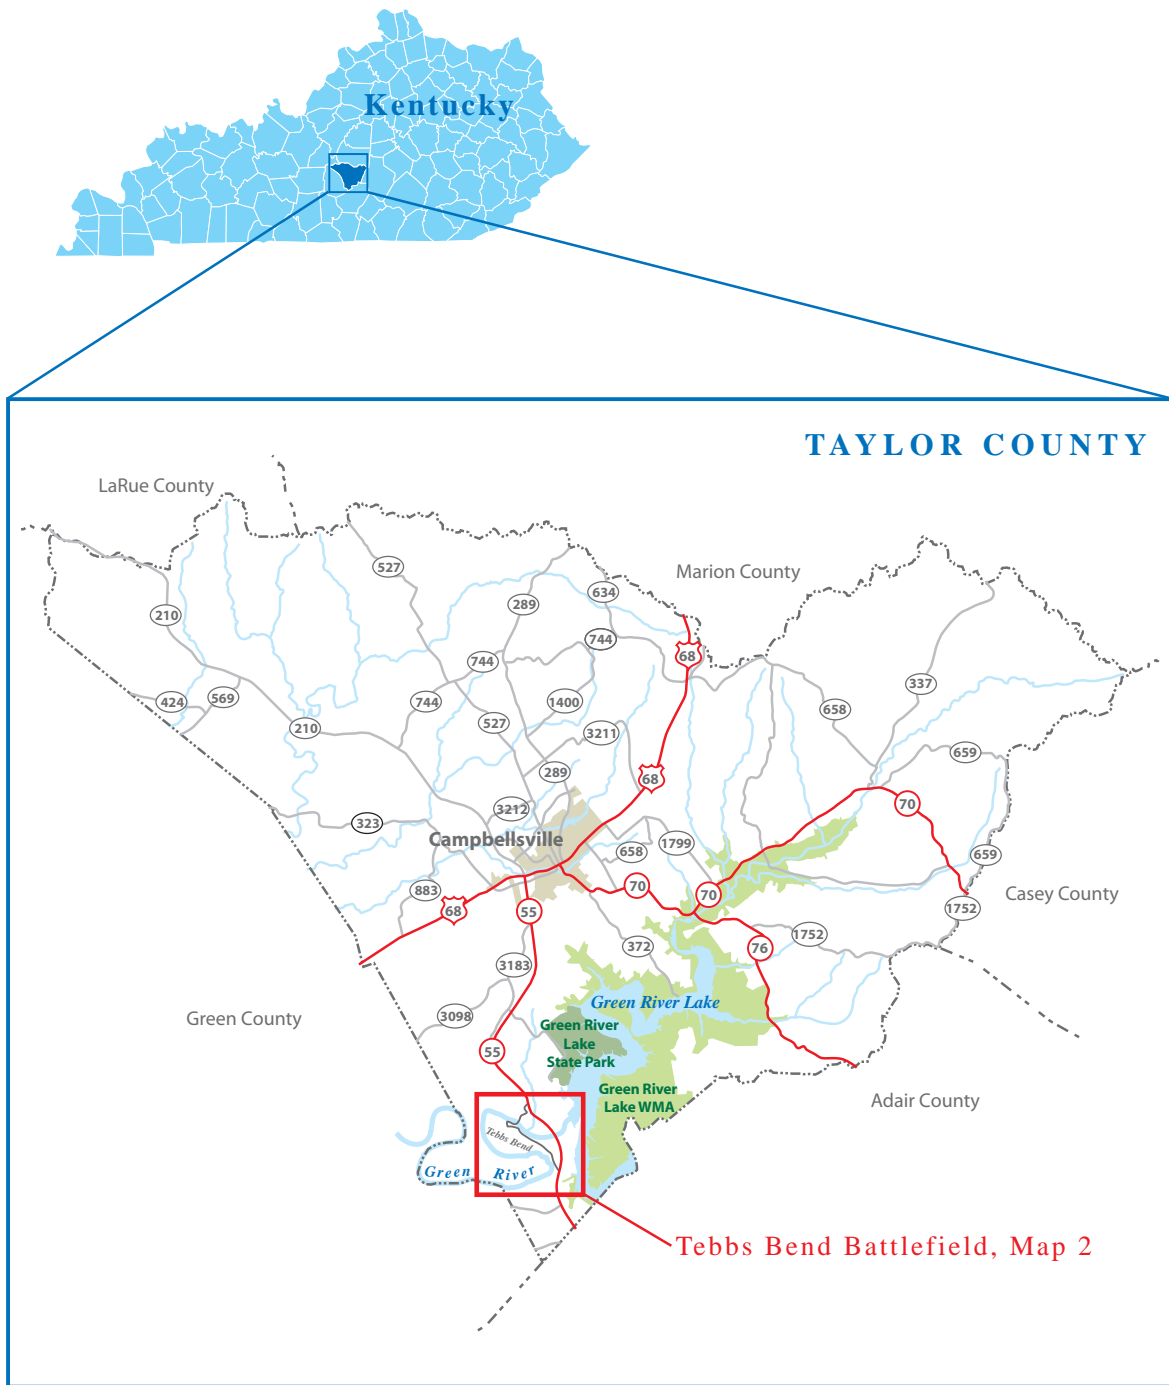 Kentucky
TAYLOR COUNTY
LaRue County
527
Marion County
634
289
210
744
68
744
337
424
569
744
1400
658
210
527
3211
659
289
68
70
3212
323
Campbellsville
658
1799
659
883
70
70
Casey County
68
55
1752
372
76
1752
3183
Green River Lake
3098
Green County
Green River
Lake
State Park
55
Green River
Lake WMA
Adair County
Tebbs Bend
Green River
Tebbs Bend Battlefield, Map 2